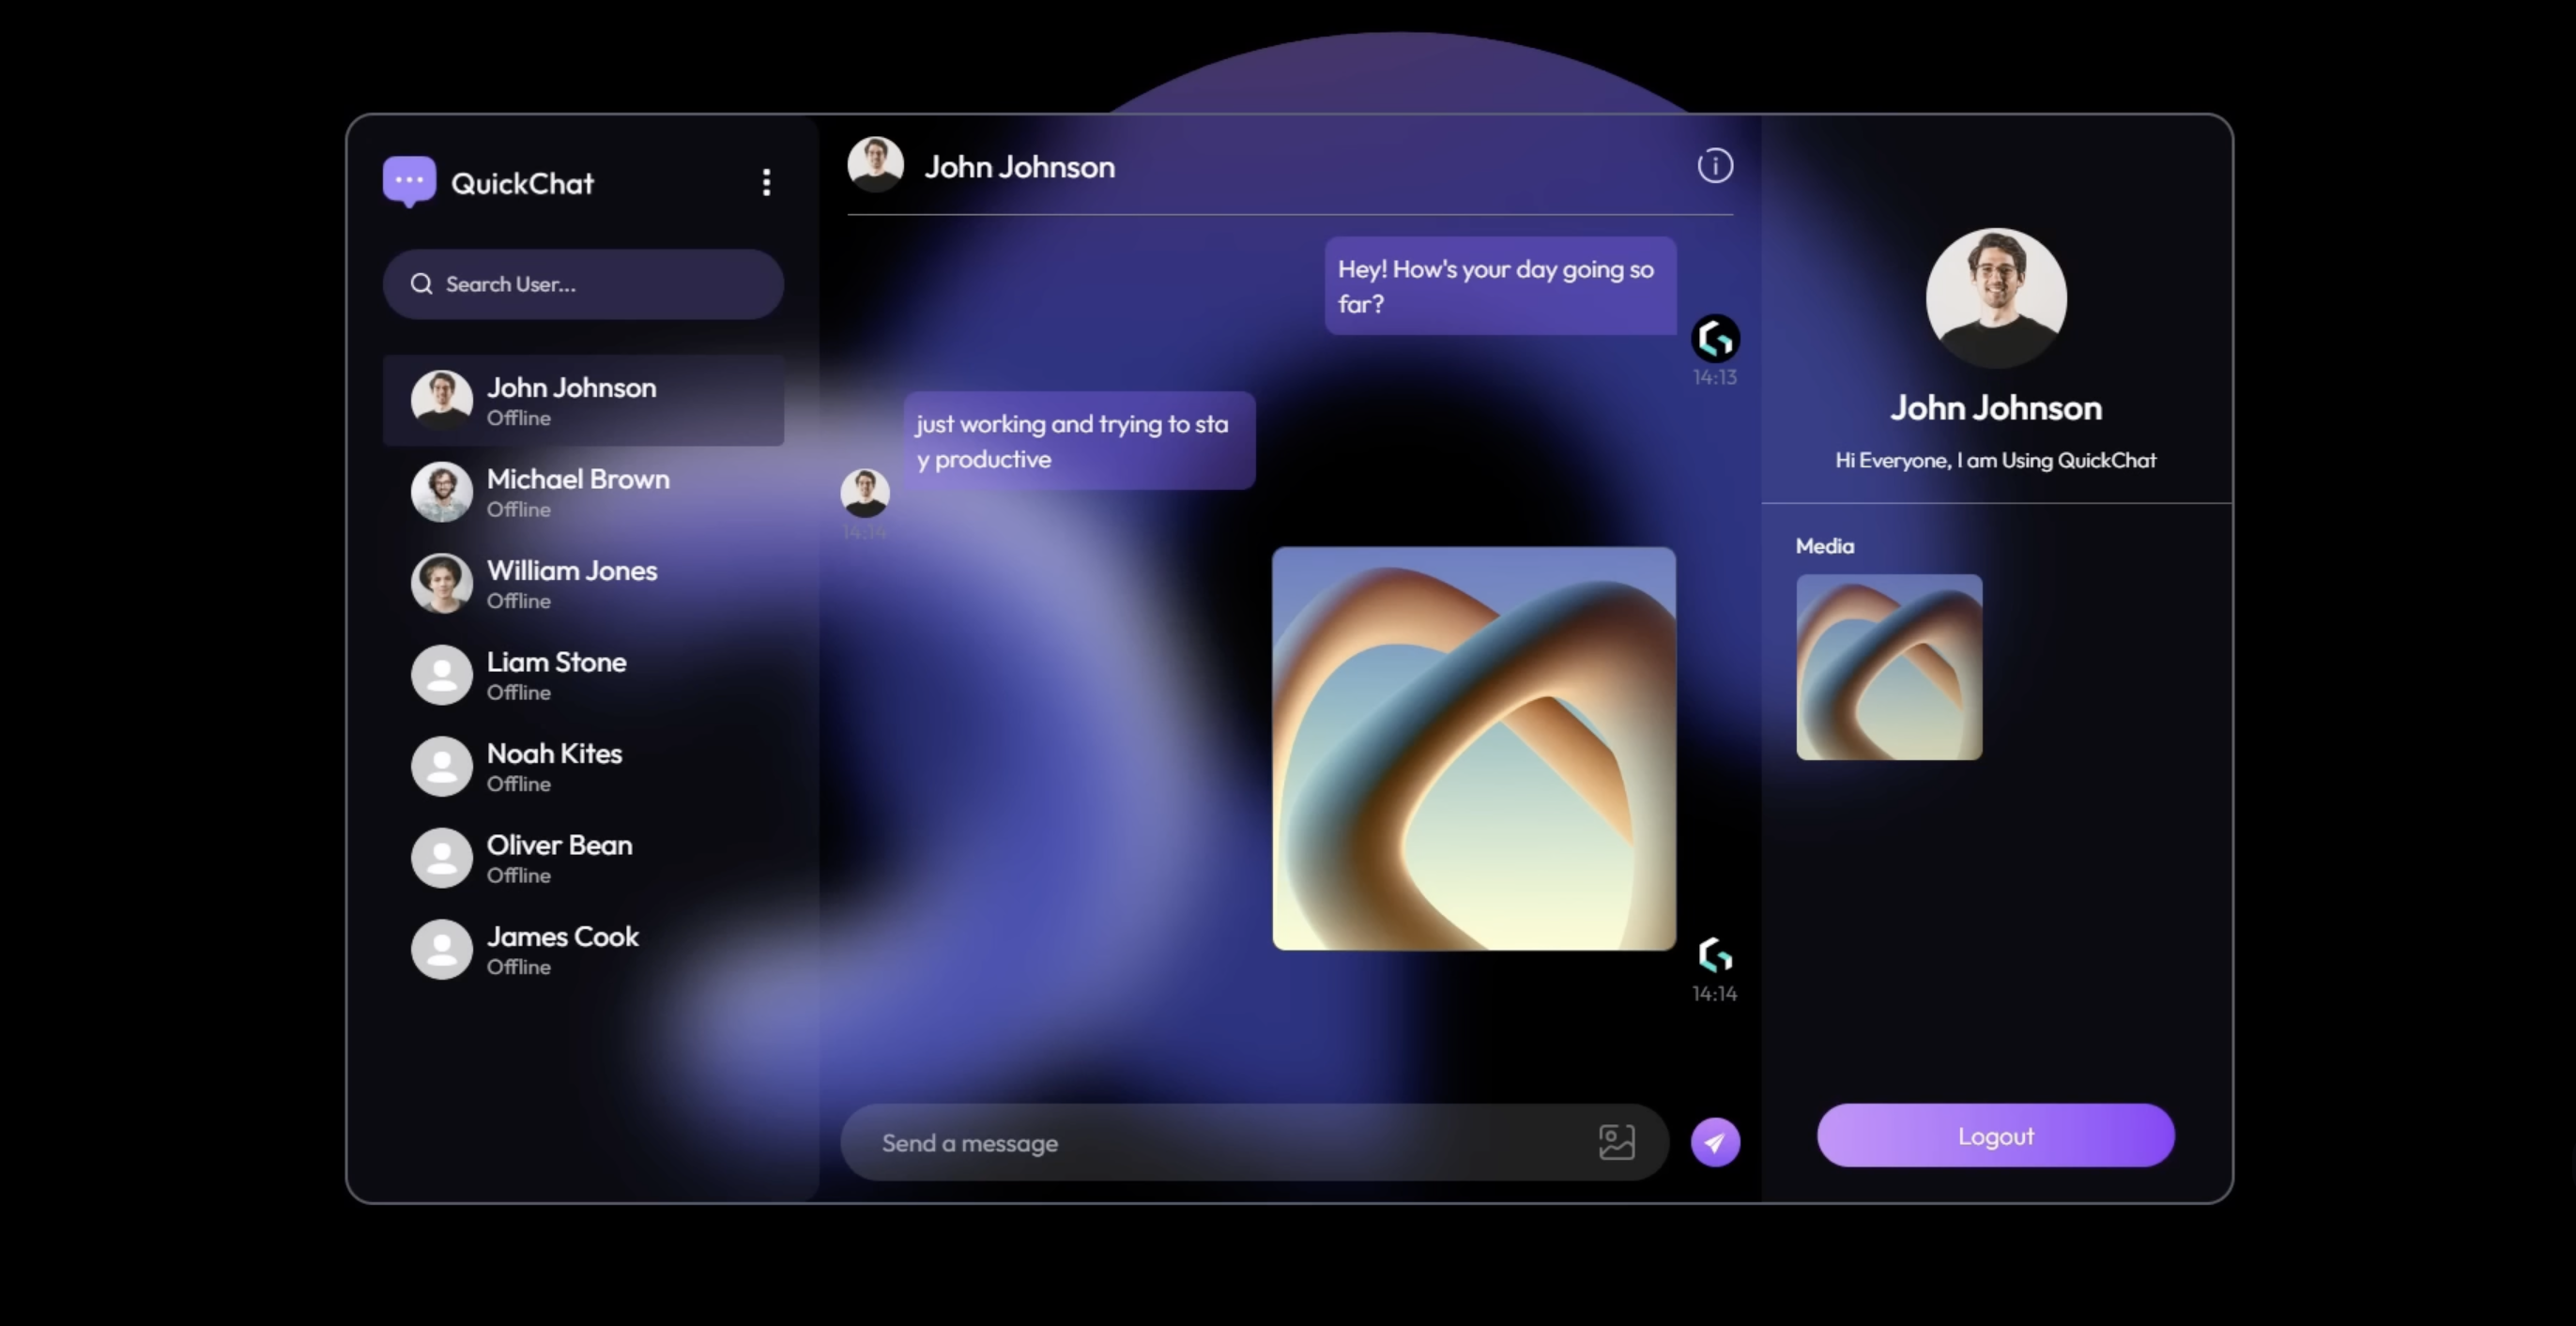 QuickChat
Search User...
John Johnson
Offline
Michael Brown
Offline
William Jones
Offline
Liam Stone
Offline
Noah Kites
Offline
Oliver Bean
Offline
James Cook
Offline
John Johnson
Hey! How's your day going so
far?
14:13
just working and trying to sta
y productive
14:14
14:14
Send a message
John Johnson
Hi Everyone, I am Using QuickChat
Media
Logout